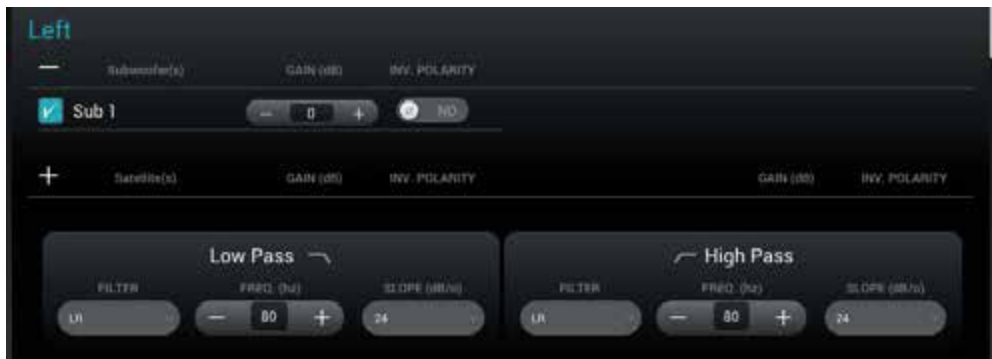 Left
Subwoofer(s) GAIN (dB) INV. POLARITY
Sub 1 0 NO
Satellite(s) GAIN (dB) INV. POLARITY GAIN (dB) INV. POLARITY
Low Pass High Pass
FILTER FREQ. (hz) SLOPE (dB/o) FILTER FREQ. (hz) SLOPE (dB/o)
LR 80 24 LR 80 24